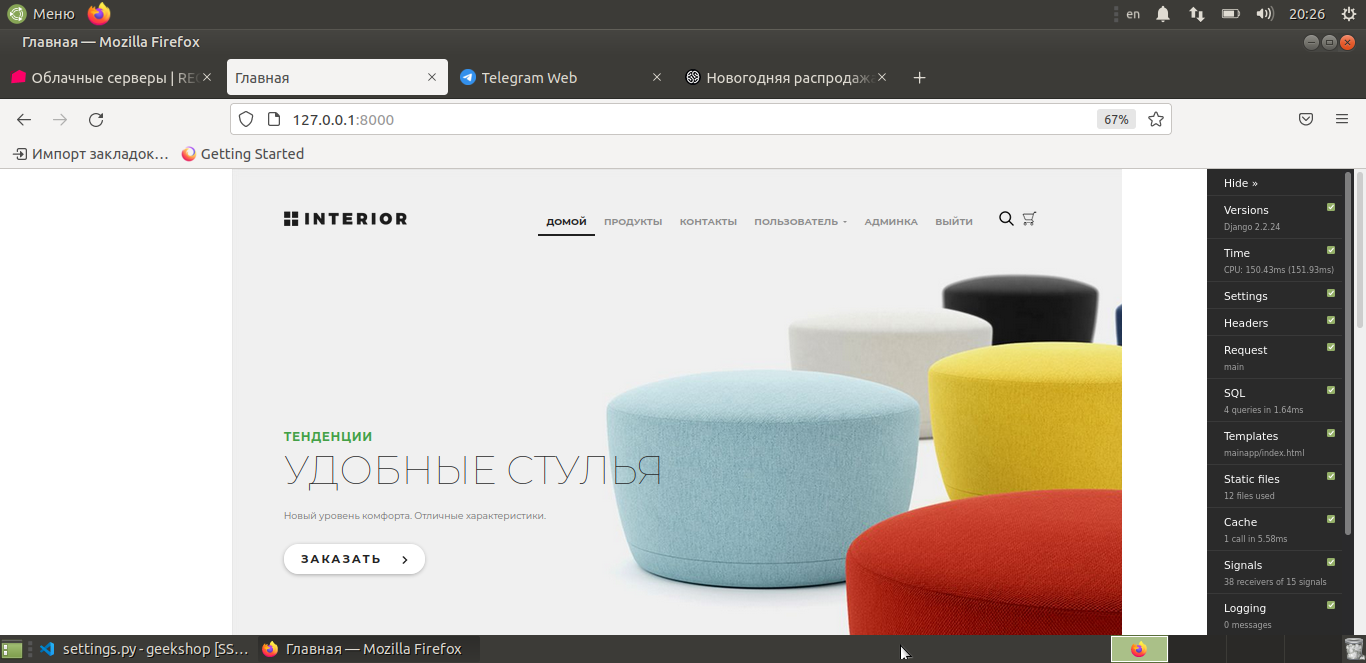 Меню
en
20:26
Главная — Mozilla Firefox
Облачные серверы | REG
Главная
Telegram Web
Новогодняя распродажа
127.0.0.1:8000
67%
Импорт закладок…
Getting Started
INTERIOR
ДОМОЙ
ПРОДУКТЫ
КОНТАКТЫ
ПОЛЬЗОВАТЕЛЬ
АДМИНКА
ВЫЙТИ
ТЕНДЕНЦИИ
УДОБНЫЕ СТУЛЬЯ
Новый уровень комфорта. Отличные характеристики.
ЗАКАЗАТЬ
Hide »
Versions
Django 2.2.24
Time
CPU: 150.43ms (151.93ms)
Settings
Headers
Request
main
SQL
4 queries in 1.64ms
Templates
mainapp/index.html
Static files
12 files used
Cache
1 call in 5.58ms
Signals
38 receivers of 15 signals
Logging
0 messages
settings.py - geekshop [SS…
Главная — Mozilla Firefox